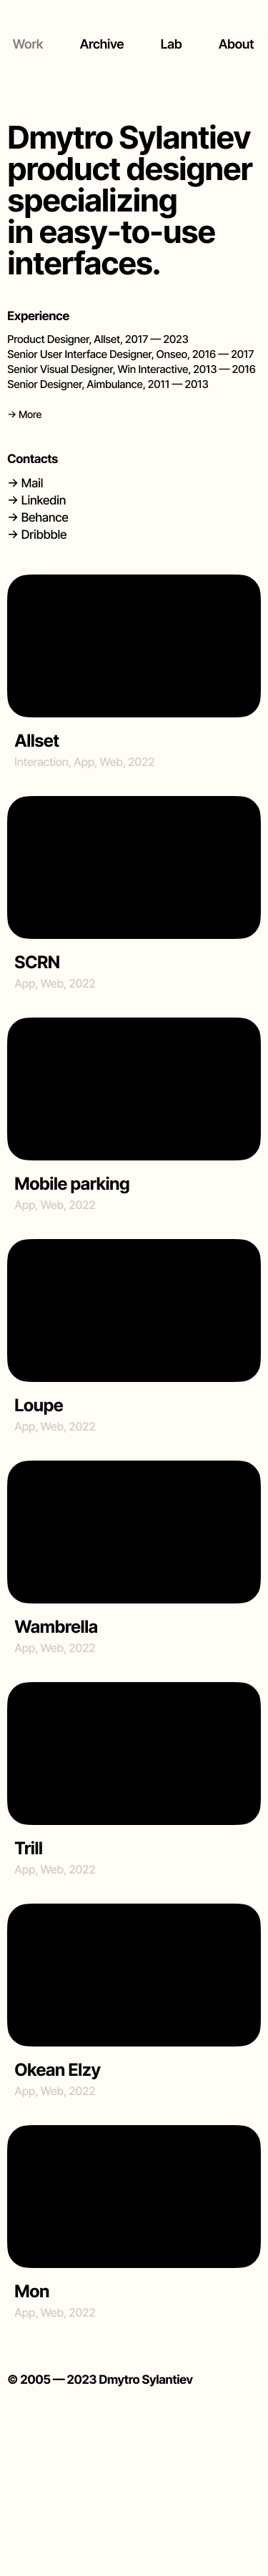 Work Archive Lab About
Dmytro Sylantiev
product designer
specializing
in easy-to-use
interfaces.
Experience
Product Designer, Allset, 2017 — 2023
Senior User Interface Designer, Onseo, 2016 — 2017
Senior Visual Designer, Win Interactive, 2013 — 2016
Senior Designer, Aimbulance, 2011 — 2013
→ More
Contacts
→ Mail
→ Linkedin
→ Behance
→ Dribbble
Allset
Interaction, App, Web, 2022
SCRN
App, Web, 2022
Mobile parking
App, Web, 2022
Loupe
App, Web, 2022
Wambrella
App, Web, 2022
Trill
App, Web, 2022
Okean Elzy
App, Web, 2022
Mon
App, Web, 2022
© 2005 — 2023 Dmytro Sylantiev